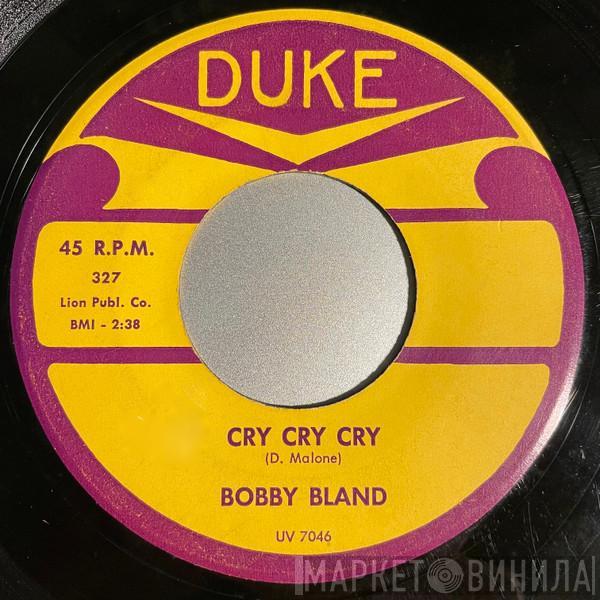 DUKE
45 R.P.M.
327
Lion Publ. Co.
BMI - 2:38
CRY CRY CRY
(D. Malone)
BOBBY BLAND
UV 7046
МАРКЕТ ВИНИЛА